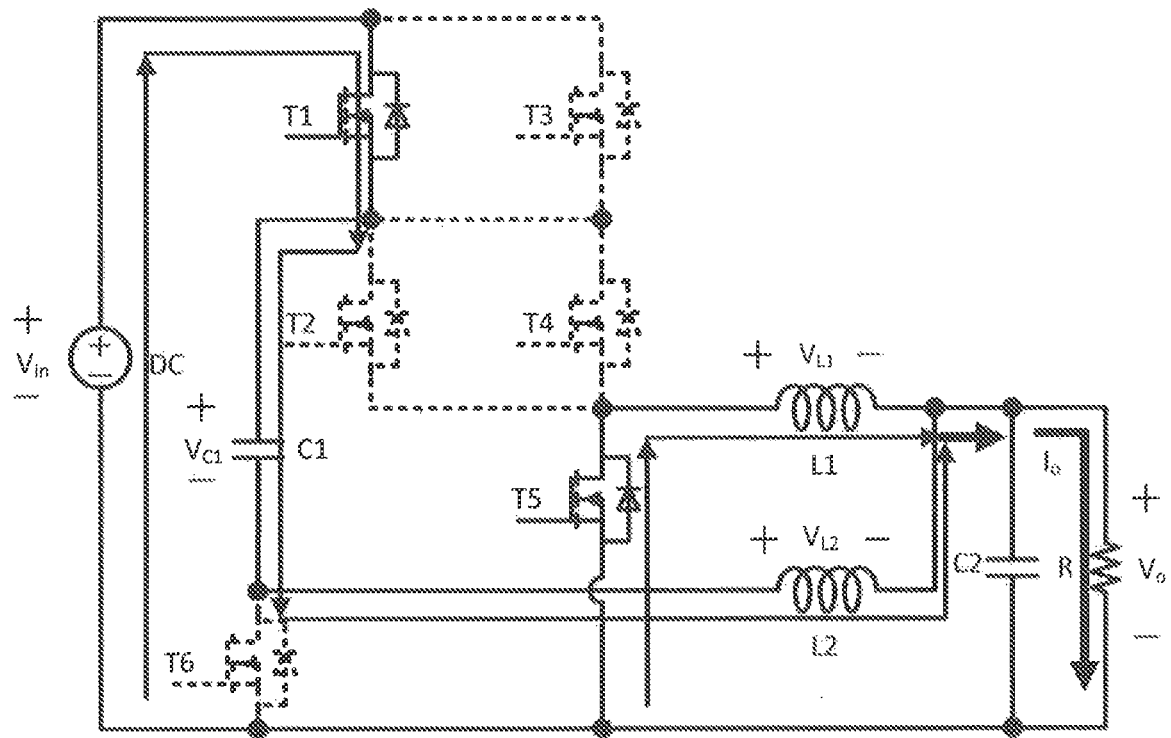 T1
T3
T2
T4
+
Vin
−
+
−
DC
+
VC1
−
C1
+ VL1 −
L1
T5
+ VL2 −
L2
C2
Io
R
+
Vo
−
T6